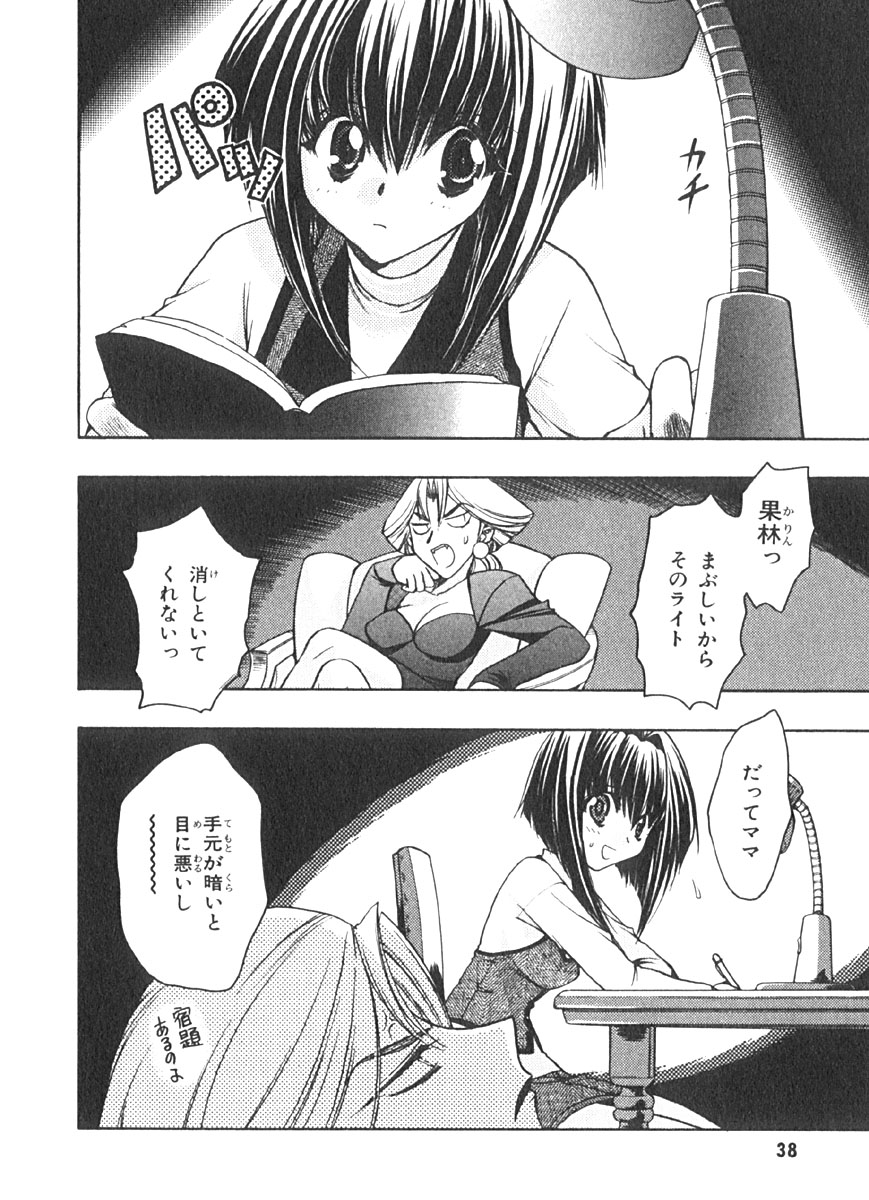 カチ
パッ
果林っ
まぶしいから
そのライト
消しといて
くれないっ
だってママ
手元が暗いと
目に悪いし
〜〜〜
宿題
あるのよ
38